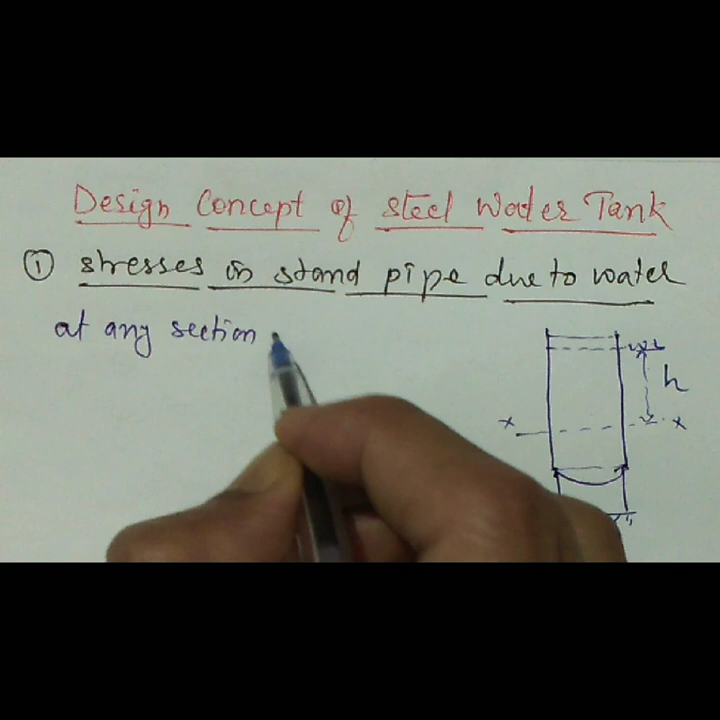 Design Concept of Steel Water Tank
① stresses in stand pipe due to water
at any section
h
x x